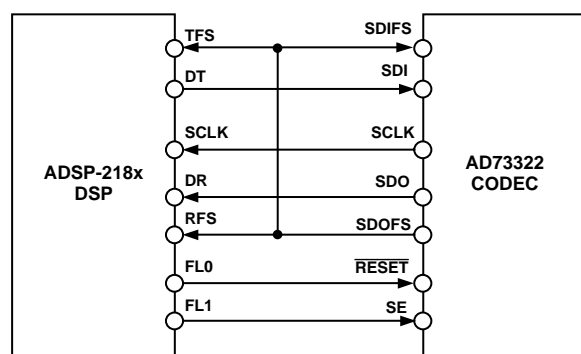 TFS SDIFS
DT SDI
SCLK SCLK
ADSP-218x
DSP
AD73322
CODEC
DR SDO
RFS SDOFS
FL0 RESET
FL1 SE